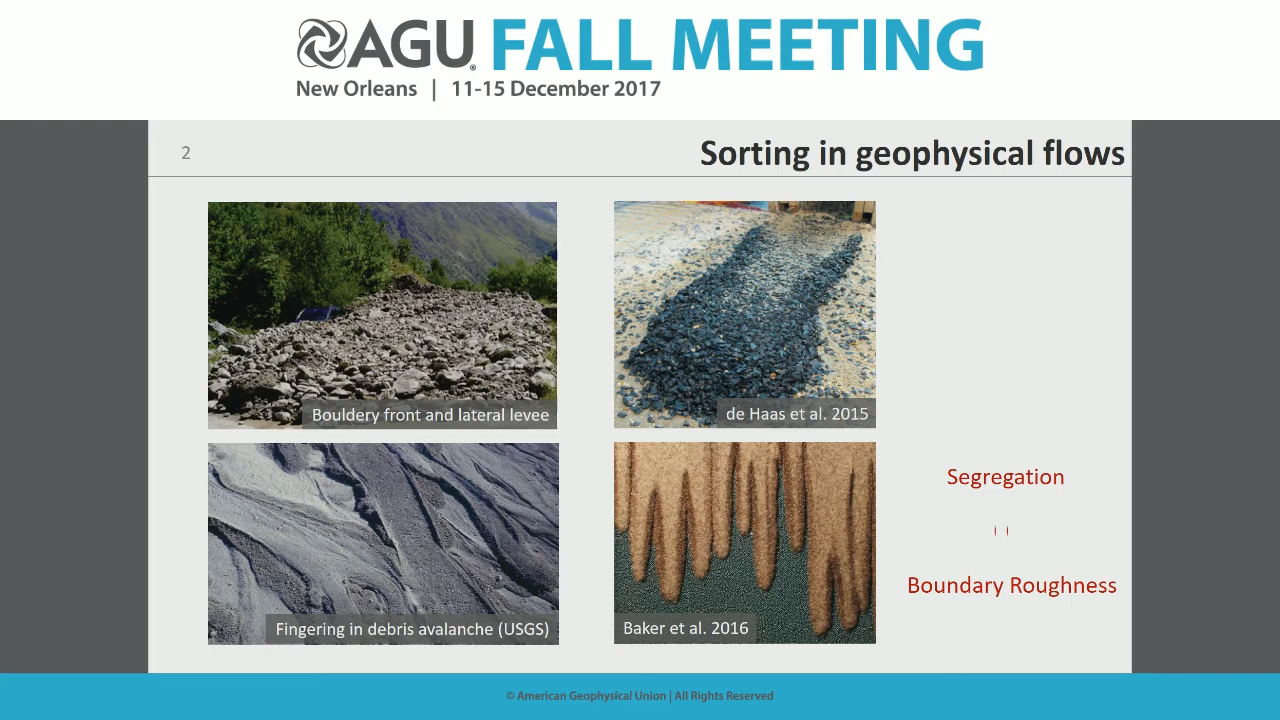 AGU FALL MEETING
New Orleans | 11-15 December 2017
2
Sorting in geophysical flows
Bouldery front and lateral levee
de Haas et al. 2015
Segregation
Boundary Roughness
Fingering in debris avalanche (USGS)
Baker et al. 2016
© American Geophysical Union | All Rights Reserved